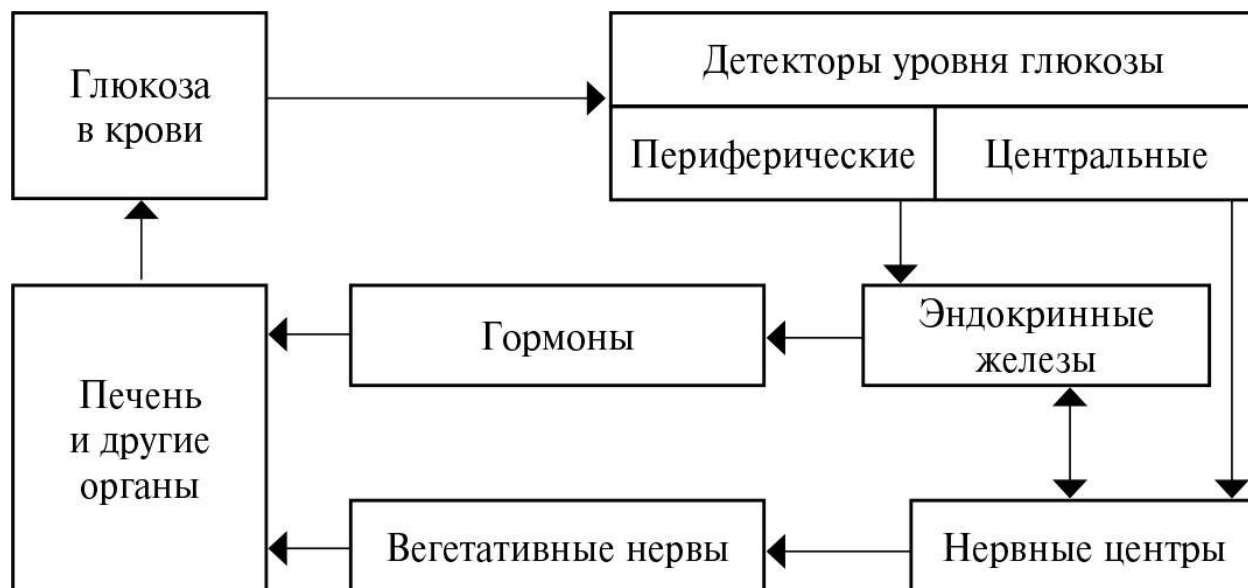 Глюкоза
в крови
Детекторы уровня глюкозы
Периферические
Центральные
Печень
и другие
органы
Гормоны
Эндокринные
железы
Вегетативные нервы
Нервные центры